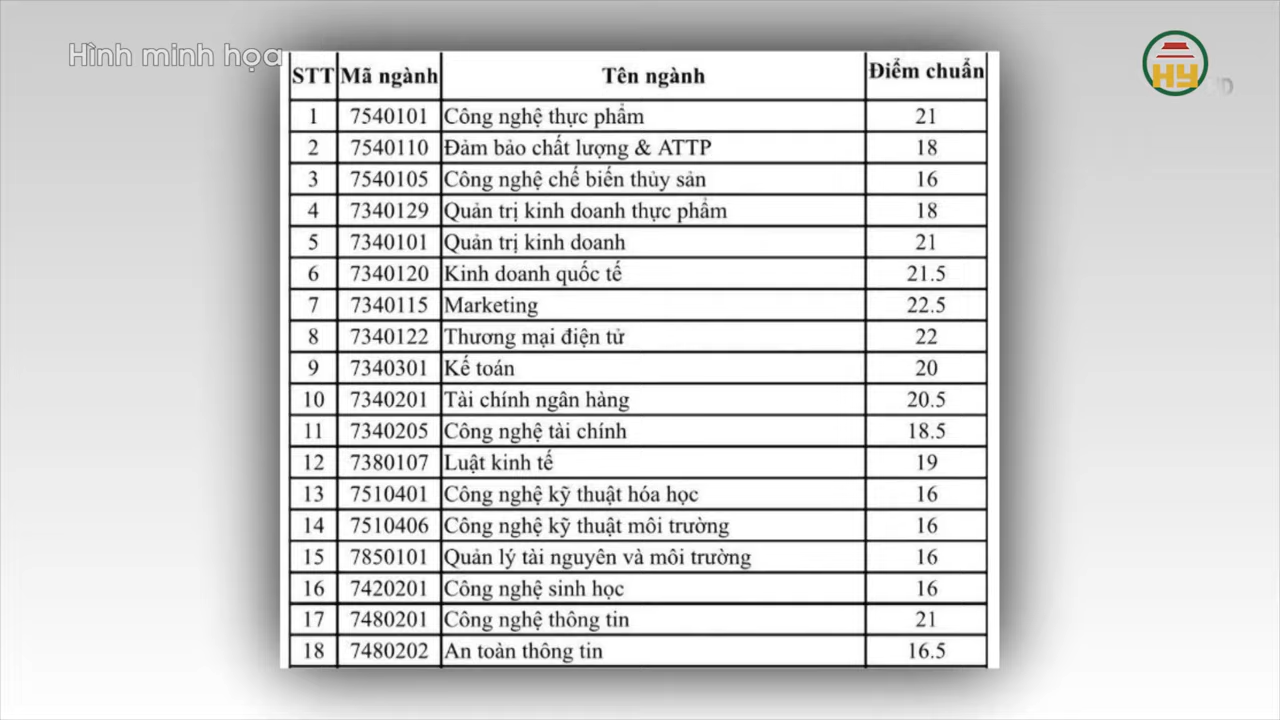 Hình minh họa
HY
HD
STT Mã ngành Tên ngành Điểm chuẩn
1 7540101 Công nghệ thực phẩm 21
2 7540110 Đảm bảo chất lượng & ATTP 18
3 7540105 Công nghệ chế biến thủy sản 16
4 7340129 Quản trị kinh doanh thực phẩm 18
5 7340101 Quản trị kinh doanh 21
6 7340120 Kinh doanh quốc tế 21.5
7 7340115 Marketing 22.5
8 7340122 Thương mại điện tử 22
9 7340301 Kế toán 20
10 7340201 Tài chính ngân hàng 20.5
11 7340205 Công nghệ tài chính 18.5
12 7380107 Luật kinh tế 19
13 7510401 Công nghệ kỹ thuật hóa học 16
14 7510406 Công nghệ kỹ thuật môi trường 16
15 7850101 Quản lý tài nguyên và môi trường 16
16 7420201 Công nghệ sinh học 16
17 7480201 Công nghệ thông tin 21
18 7480202 An toàn thông tin 16.5